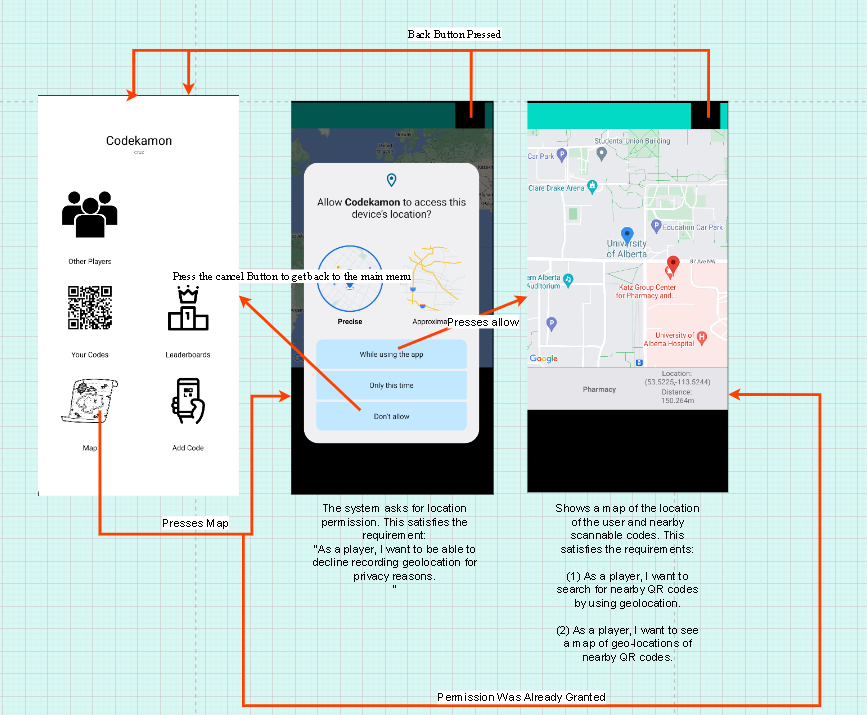 Back Button Pressed
Codekamon
cruz
Other Players
Your Codes
Leaderboards
Map
Add Code
Presses Map
Press the cancel Button to get back to the main menu
Allow Codekamon to access this
device's location?
Precise
Approxima
Presses allow
While using the app
Only this time
Don't allow
The system asks for location
permission. This satisfies the
requirement:
"As a player, I want to be able to
decline recording geolocation for
privacy reasons.
"
Students' Union Building
Car Park
Clare Drake Arena
Education Car Park
University
of Alberta
87 Ave NW
rn Alberta
Auditorium
Katz Group Center
for Pharmacy and.
University of
Alberta Hospital
Google
Pharmacy
Location:
(53.5225,-113.5244)
Distance:
150.264m
Shows a map of the location
of the user and nearby
scannable codes. This
satisfies the requirements:
(1) As a player, I want to
search for nearby QR codes
by using geolocation.
(2) As a player, I want to see
a map of geo-locations of
nearby QR codes.
Permission Was Already Granted